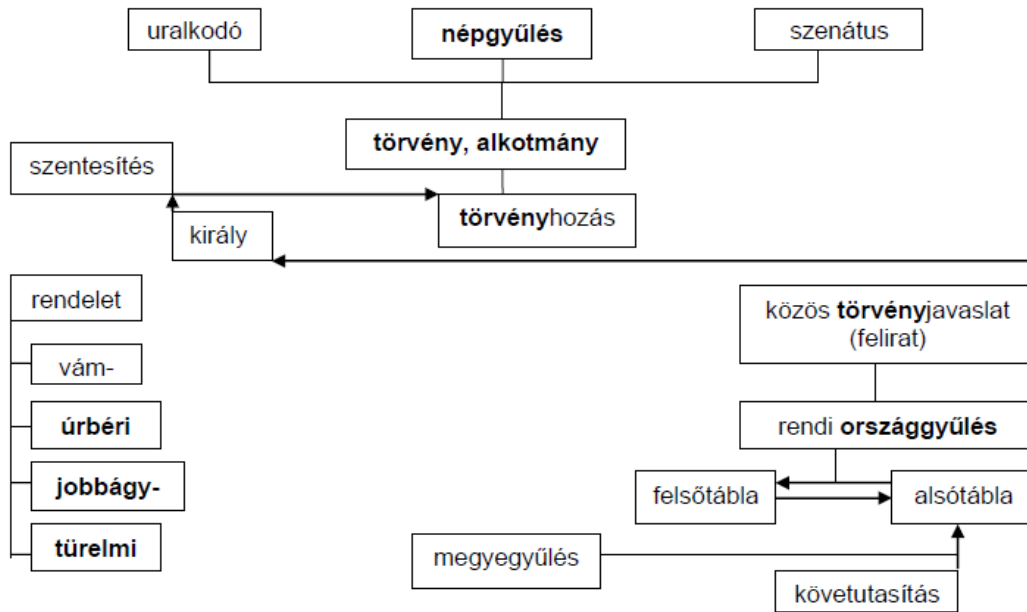 uralkodó
népgyűlés
szenátus
törvény, alkotmány
szentesítés
törvényhozás
király
rendelet
közös törvényjavaslat
(felirat)
vám-
úrbéri
rendi országgyűlés
jobbágy-
felsőtábla
alsótábla
türelmi
megyegyűlés
követutasítás